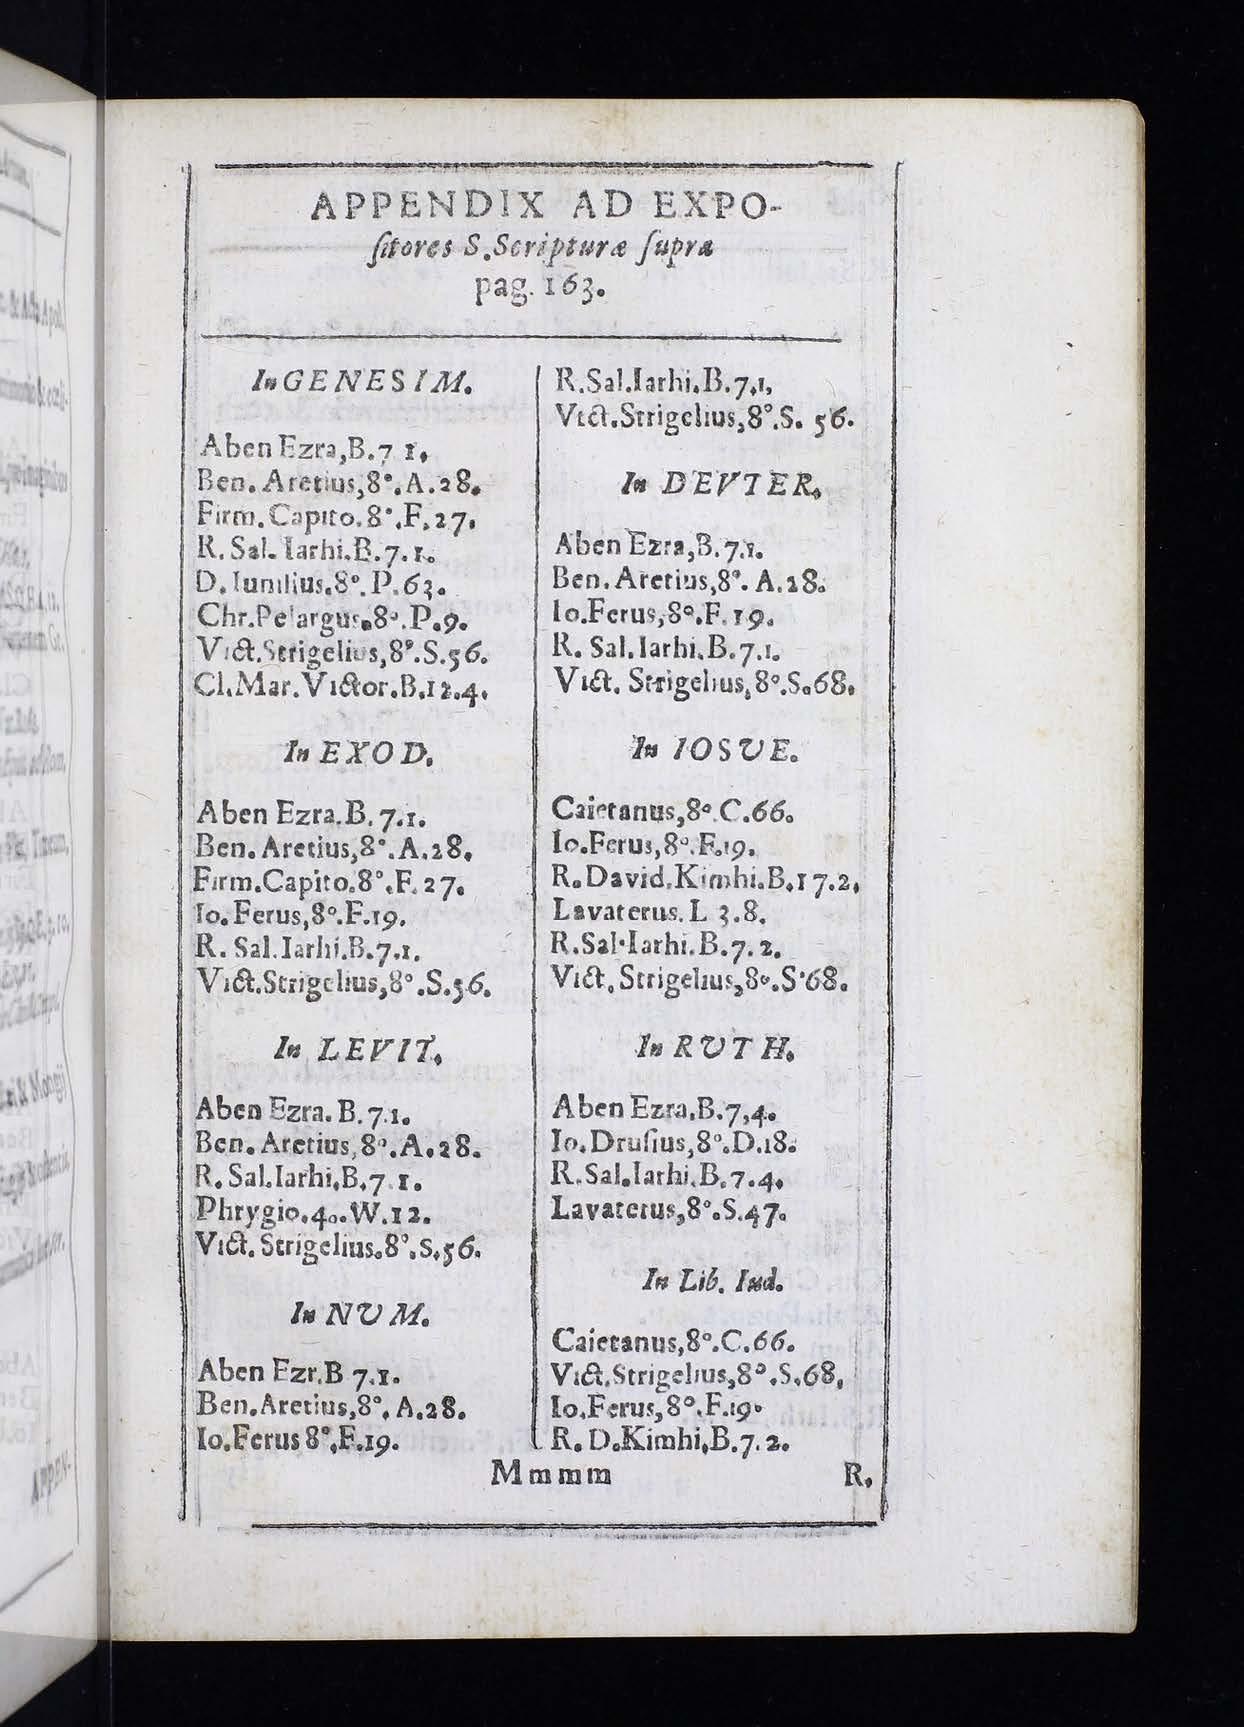 APPENDIX AD EXPO-
ſitores S. Scripturæ ſupra
pag. 163.
In GENESIM.
Aben Ezra, B. 7 1.
Ben. Aretius, 8°. A. 28.
Firm. Capito. 8°. F. 27.
R. Sal. Iarhi. B. 7. 1.
D. Iunilius. 8°. P. 63.
Chr. Pelargus. 8°. P. 9.
Vict. Strigelius, 8°. S. 56.
Cl. Mar. Victor. B. 12. 4.
In EXOD.
Aben Ezra. B. 7. 1.
Ben. Aretius, 8°. A. 28.
Firm. Capito. 8°. F. 27.
Io. Ferus, 8°. F. 19.
R. Sal. Iarhi. B. 7. 1.
Vict. Strigelius, 8°. S. 56.
In LEVIT.
Aben Ezra. B. 7. 1.
Ben. Aretius, 8°. A. 28.
R. Sal. Iarhi, B. 7. 1.
Phrygio. 4°. W. 12.
Vict. Strigelius. 8°. S. 56.
In NUM.
Aben Ezr. B 7. 1.
Ben. Aretius, 8°. A. 28.
Io. Ferus 8°. F. 19.
R. Sal. Iarhi. B. 7. 1.
Vict. Strigelius, 8°. S. 56.
In DEVTER.
Aben Ezra, B. 7. 1.
Ben. Aretius, 8°. A. 28.
Io. Ferus, 8°. F. 19.
R. Sal. Iarhi. B. 7. 1.
Vict. Strigelius, 8°. S. 68.
In IOSUE.
Caietanus, 8°. C. 66.
Io. Ferus, 8°. F. 19.
R. David. Kimhi. B. 17. 2.
Lavaterus. L 3. 8.
R. Sal. Iarhi. B. 7. 2.
Vict. Strigelius, 8°. S. 68.
In RUTH.
Aben Ezra. B. 7, 4.
Io. Druſius, 8°. D. 18.
R. Sal. Iarhi. B. 7. 4.
Lavaterus, 8°. S. 47.
In Lib. Iud.
Caietanus, 8°. C. 66.
Vict. Strigelius, 8°. S. 68.
Io. Ferus, 8°. F. 19.
R. D. Kimhi, B. 7. 2.
Mmmm R.